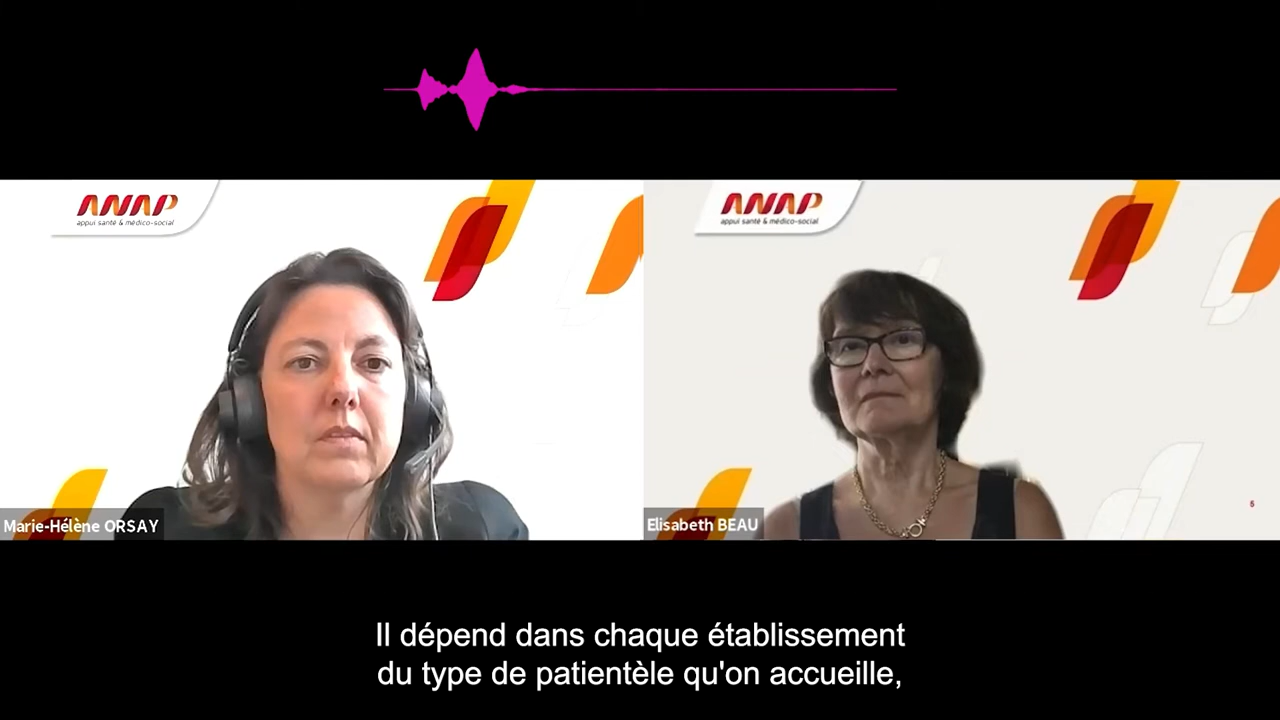 ANAP
appui santé & médico-social
ANAP
appui santé & médico-social
Marie-Hélène ORSAY
Elisabeth BEAU
6
Il dépend dans chaque établissement
du type de patientèle qu'on accueille,